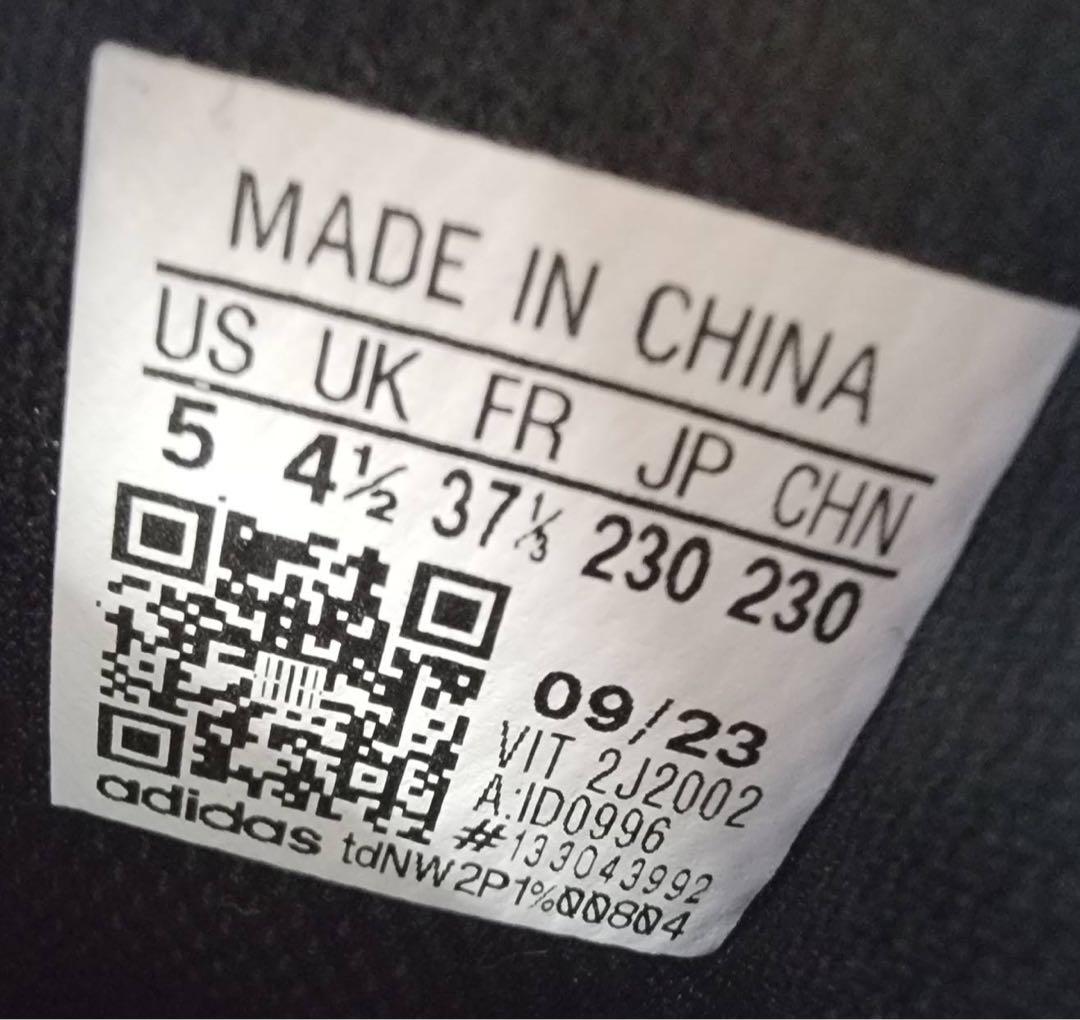 MADE IN CHINA
US UK FR JP CHN
5 4½ 37⅓ 230 230
09/23
VIT 2J2002
A:ID0996
#133043992
adidas tdNW2P1%00804